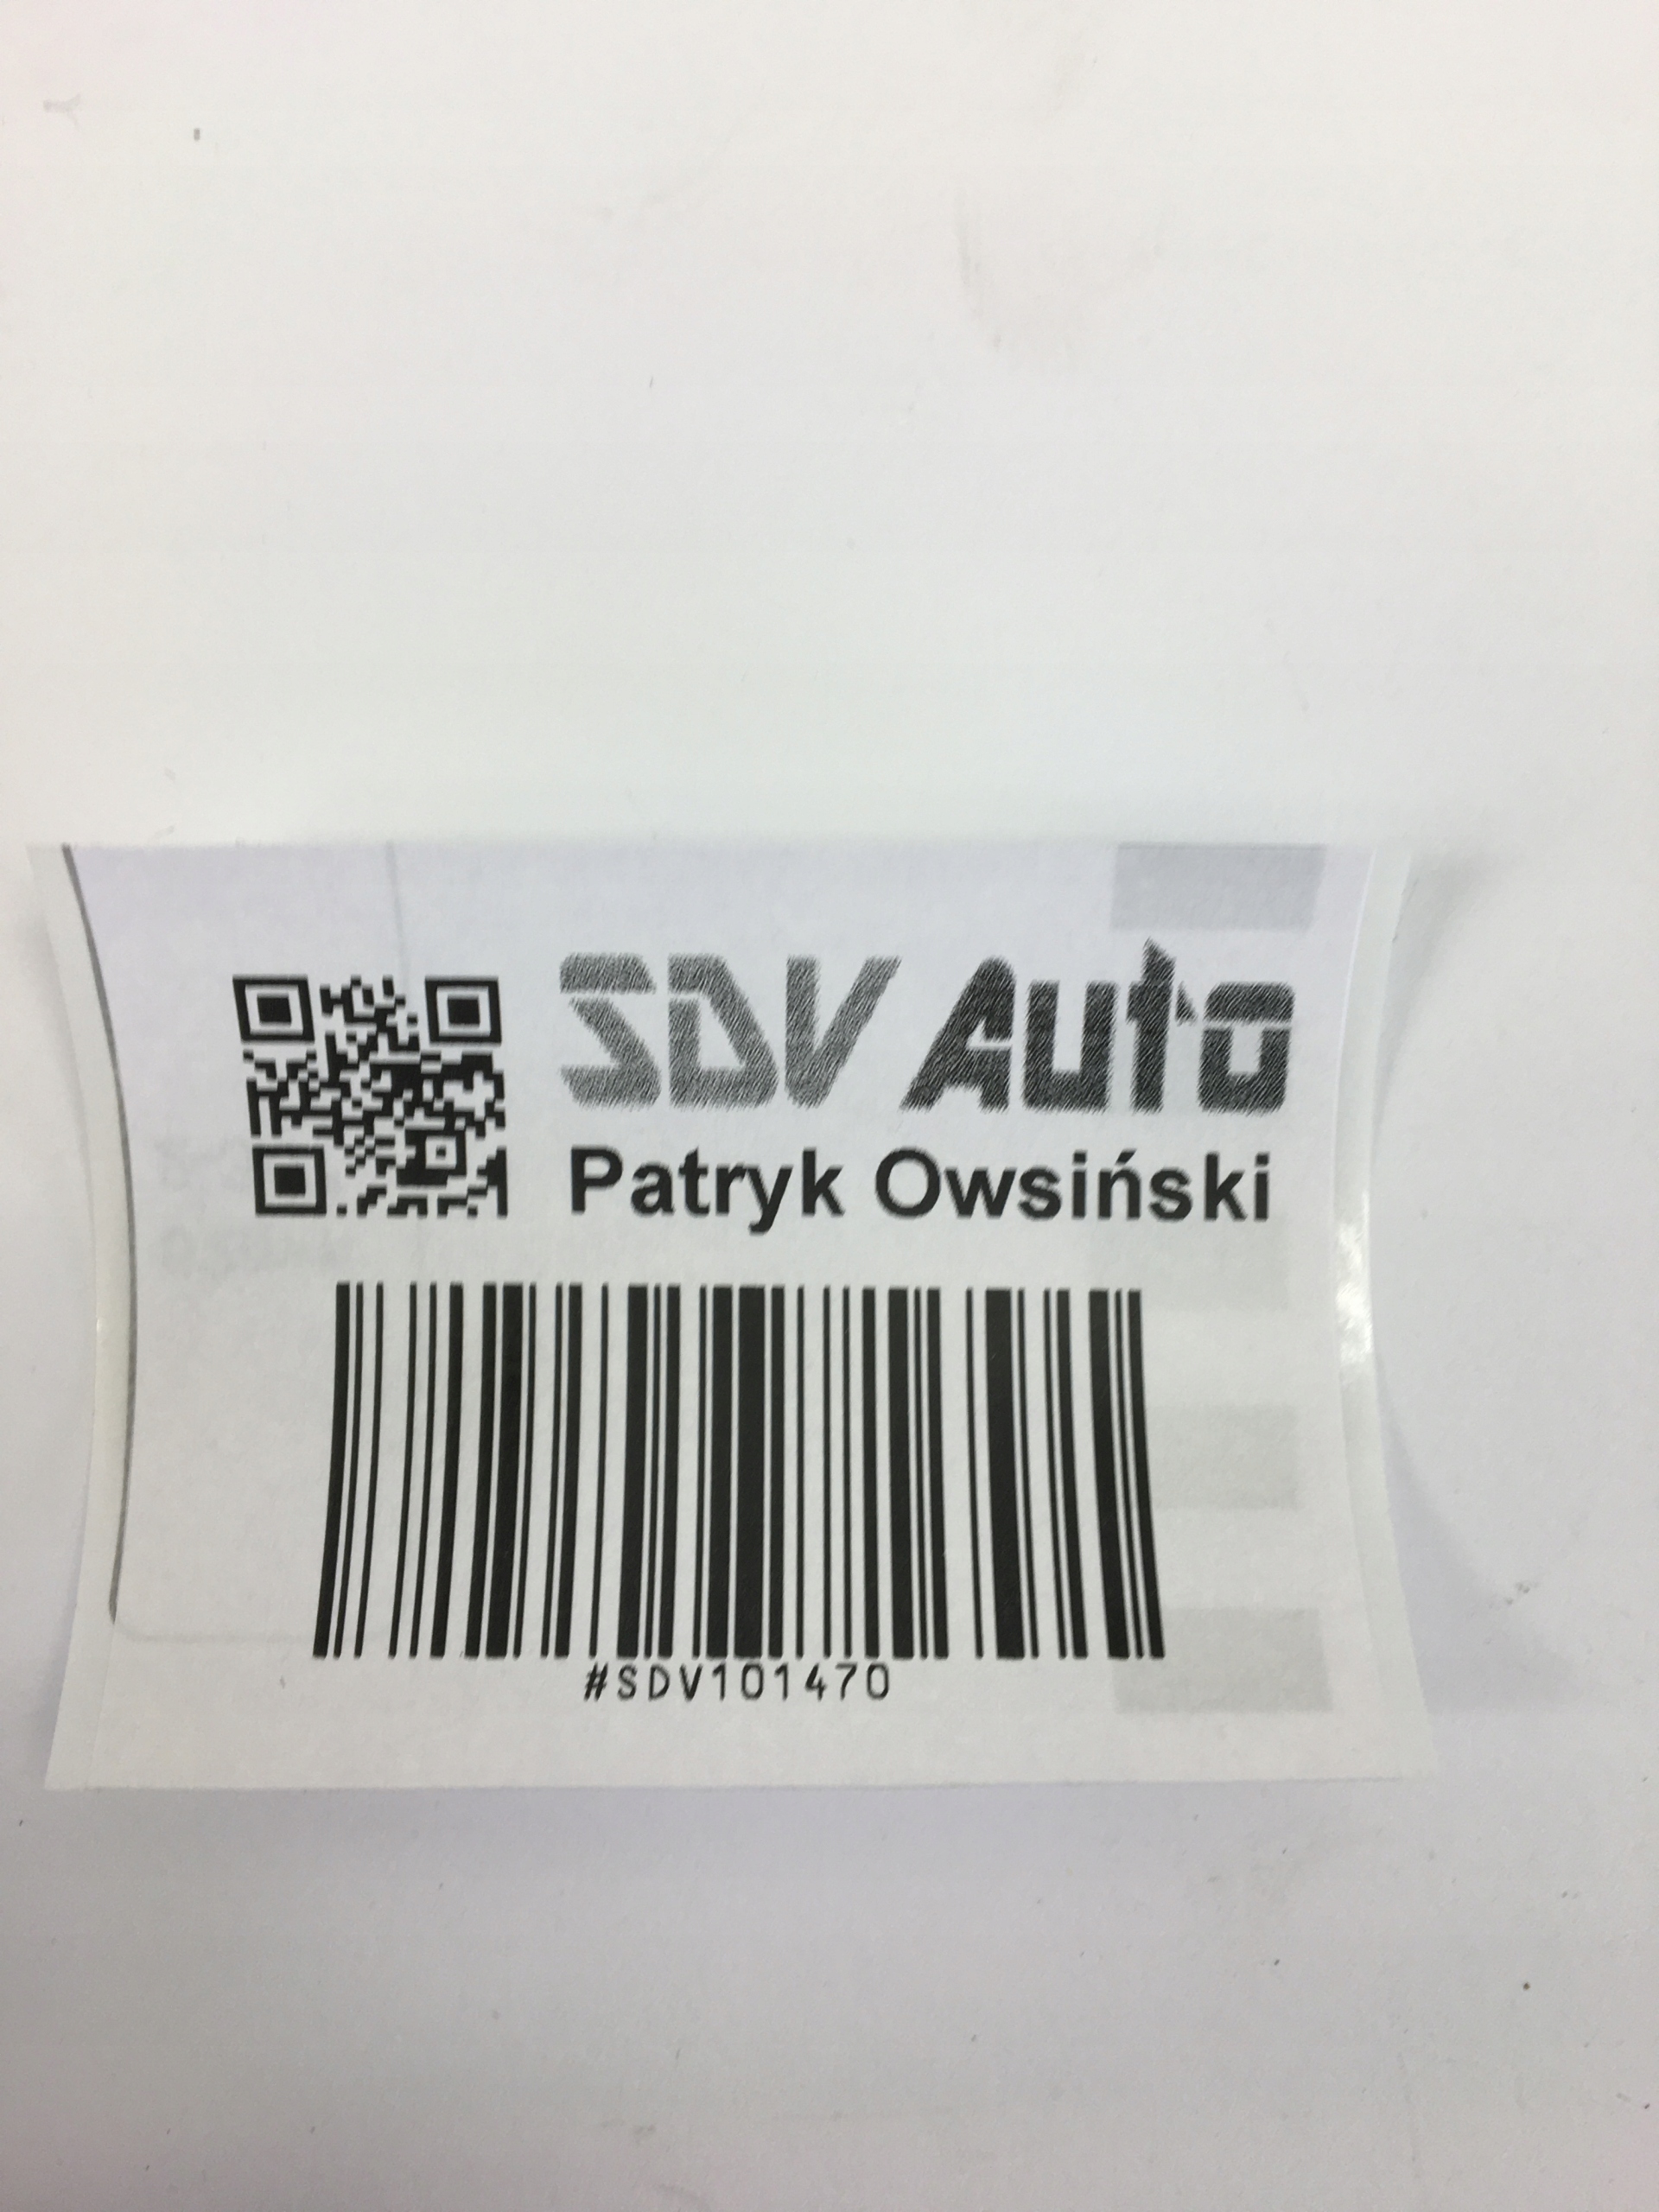 SDV Auto
Patryk Owsiński
#SDV101470